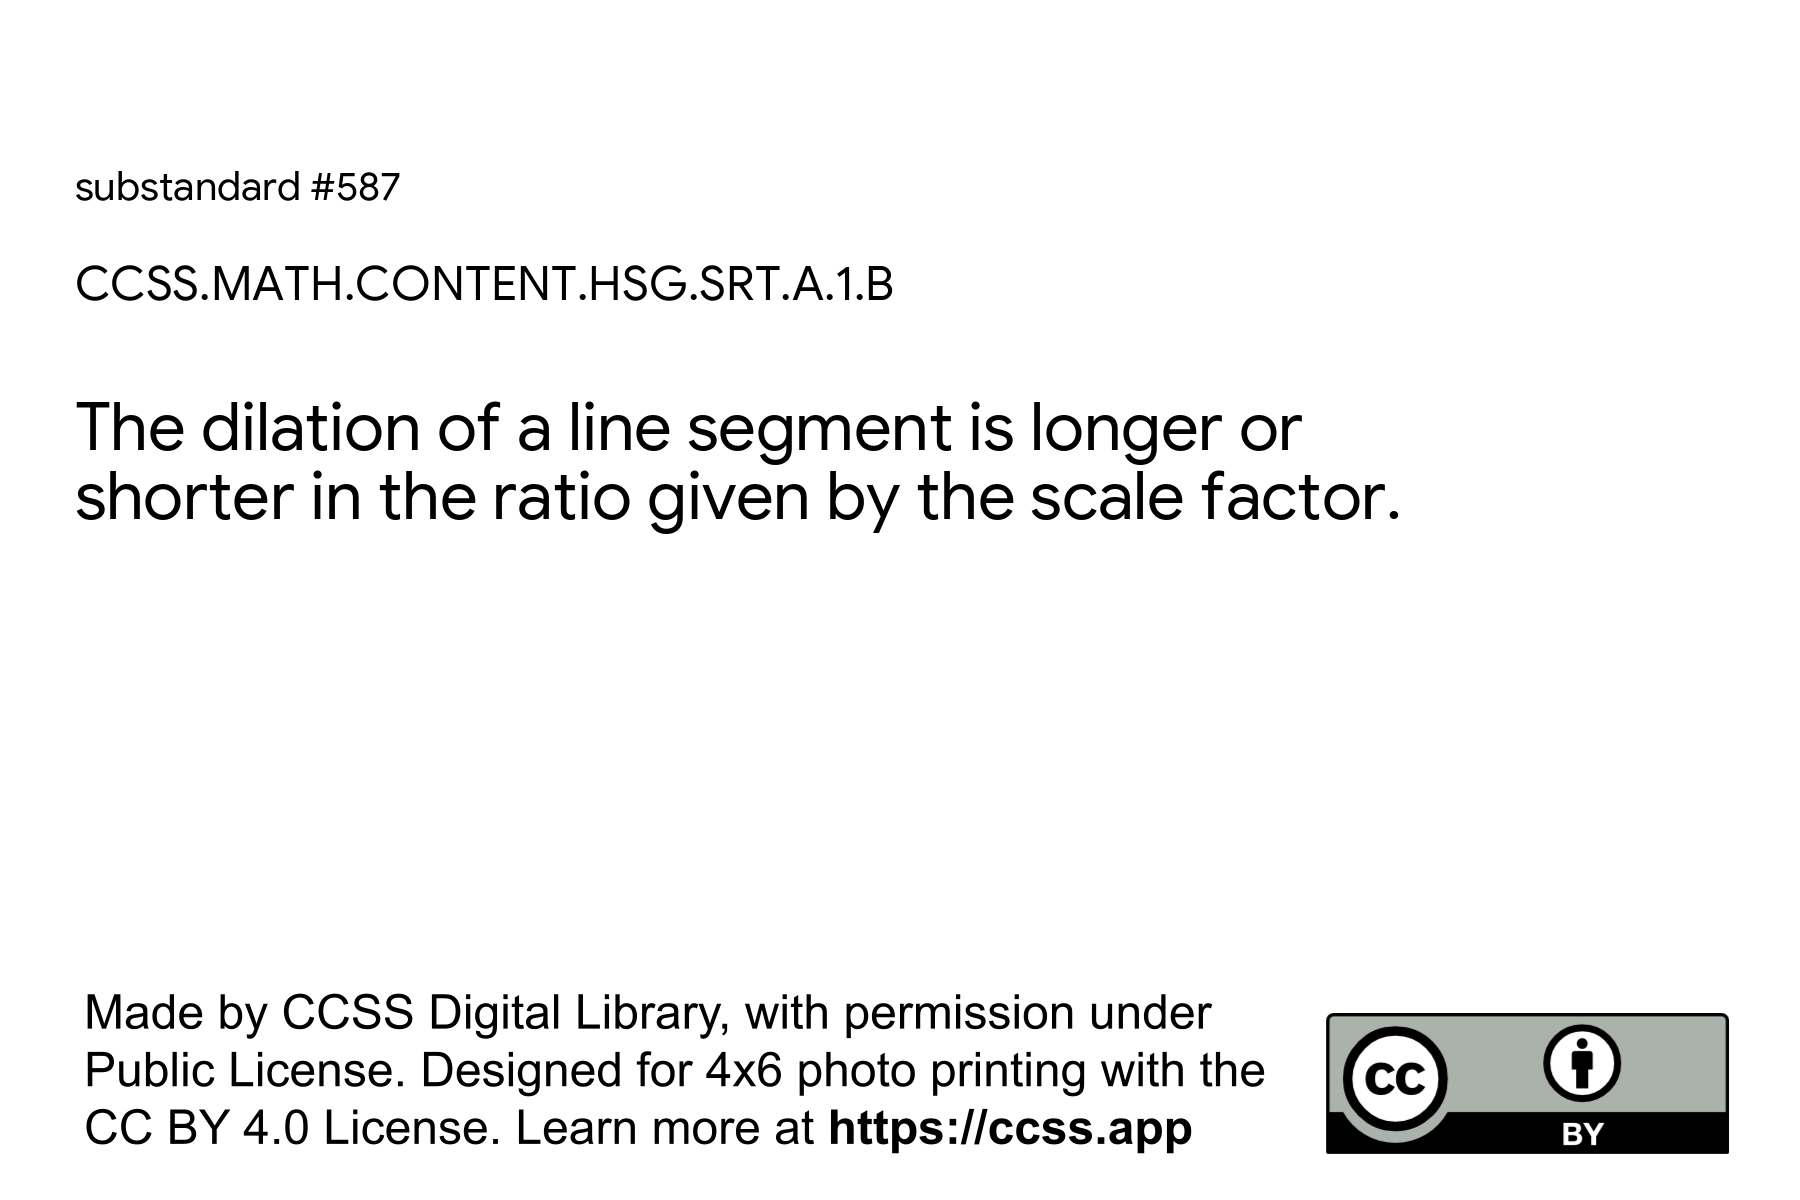 substandard #587
CCSS.MATH.CONTENT.HSG.SRT.A.1.B
The dilation of a line segment is longer or
shorter in the ratio given by the scale factor.
Made by CCSS Digital Library, with permission under
Public License. Designed for 4x6 photo printing with the
CC BY 4.0 License. Learn more at https://ccss.app
CC
BY